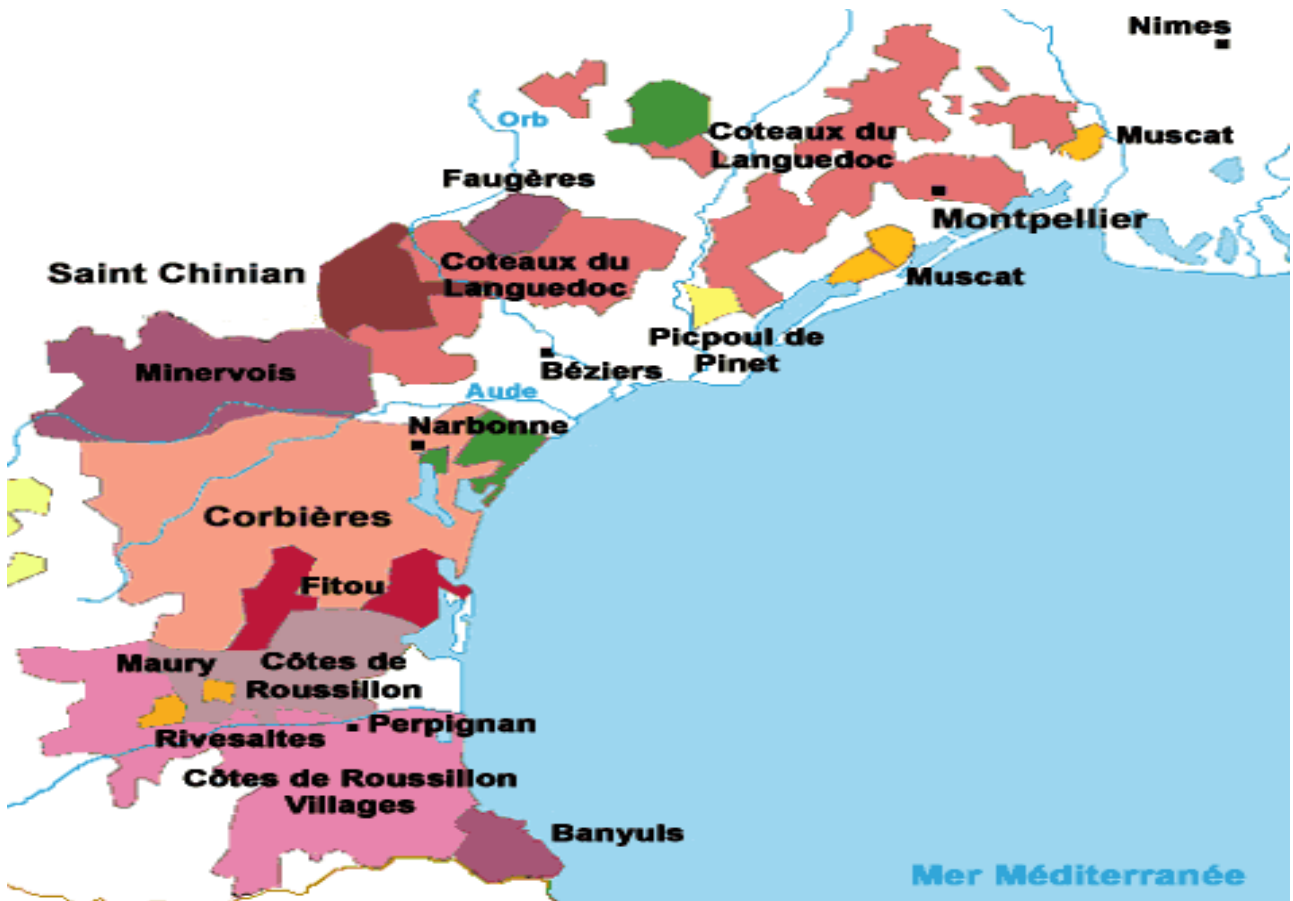 Nimes
Orb
Coteaux du
Languedoc
Muscat
Faugères
Montpellier
Saint Chinian
Coteaux du
Languedoc
Muscat
Picpoul de
Pinet
Minervois
Béziers
Aude
Narbonne
Corbières
Fitou
Maury
Côtes de
Roussillon
Perpignan
Rivesaltes
Côtes de Roussillon
Villages
Banyuls
Mer Méditerranée